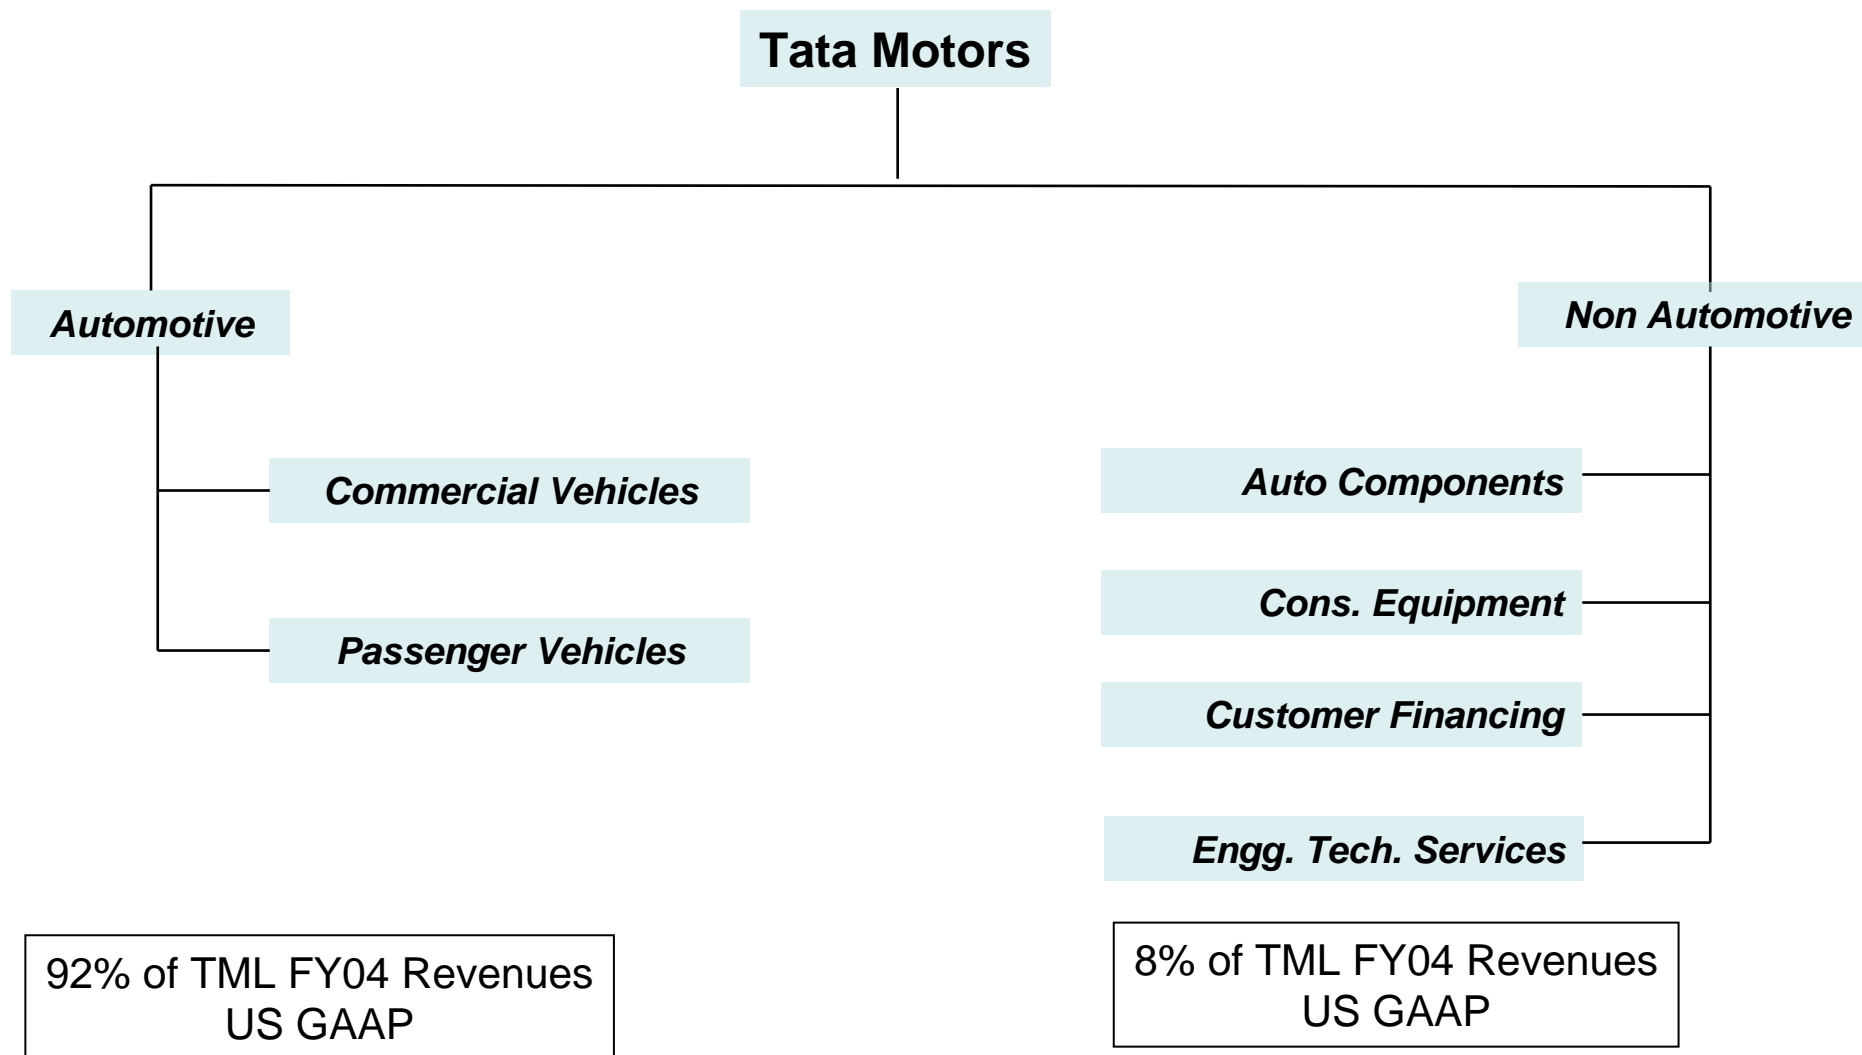 Tata Motors
Automotive
Non Automotive
Commercial Vehicles
Passenger Vehicles
Auto Components
Cons. Equipment
Customer Financing
Engg. Tech. Services
92% of TML FY04 Revenues
US GAAP
8% of TML FY04 Revenues
US GAAP